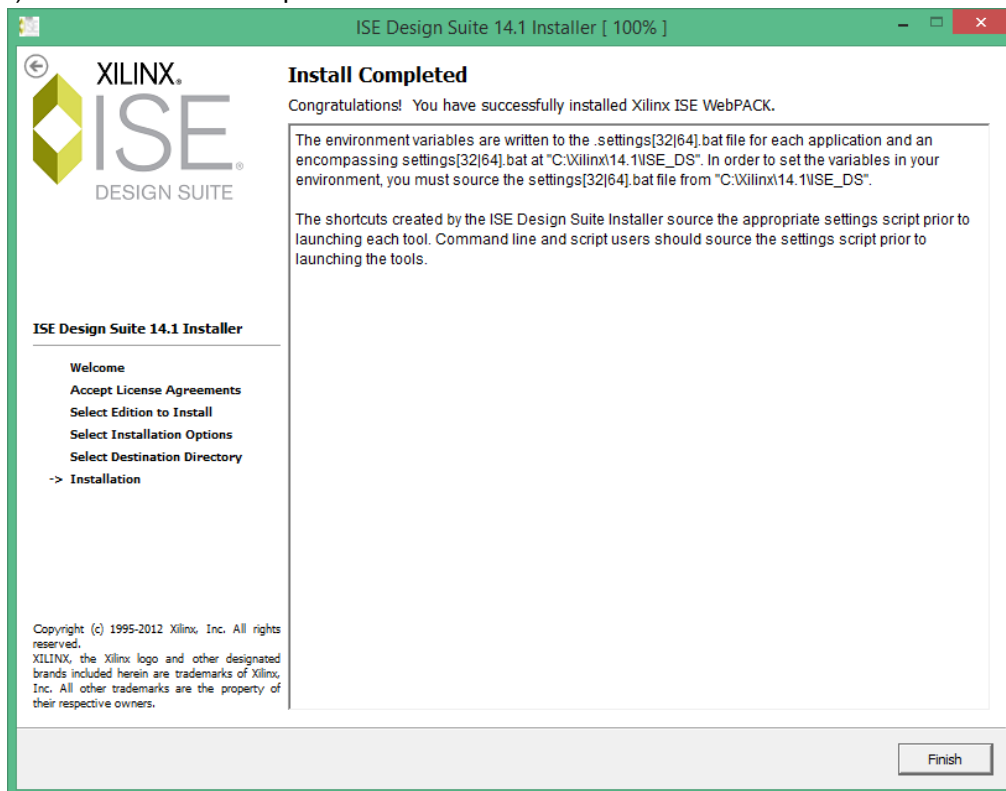 ISE Design Suite 14.1 Installer [ 100% ]
XILINX®
ISE®
DESIGN SUITE
Install Completed
Congratulations! You have successfully installed Xilinx ISE WebPACK.
The environment variables are written to the .settings[32|64].bat file for each application and an
encompassing settings[32|64].bat at "C:\Xilinx\14.1\ISE_DS". In order to set the variables in your
environment, you must source the settings[32|64].bat file from "C:\Xilinx\14.1\ISE_DS".
The shortcuts created by the ISE Design Suite Installer source the appropriate settings script prior to
launching each tool. Command line and script users should source the settings script prior to
launching the tools.
ISE Design Suite 14.1 Installer
Welcome
Accept License Agreements
Select Edition to Install
Select Installation Options
Select Destination Directory
-> Installation
Copyright (c) 1995-2012 Xilinx, Inc. All rights
reserved.
XILINX, the Xilinx logo and other designated
brands included herein are trademarks of Xilinx,
Inc. All other trademarks are the property of
their respective owners.
Finish